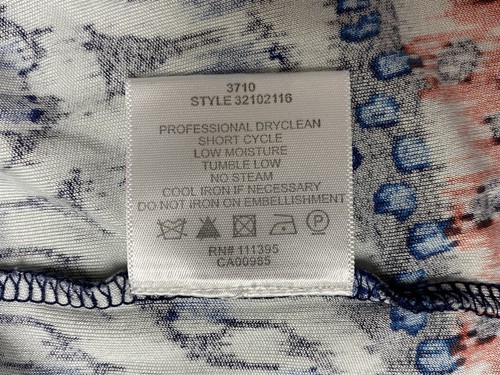 3710
STYLE 32102116
PROFESSIONAL DRYCLEAN
SHORT CYCLE
LOW MOISTURE
TUMBLE LOW
NO STEAM
COOL IRON IF NECESSARY
DO NOT IRON ON EMBELLISHMENT
P
RN# 111395
CA00985